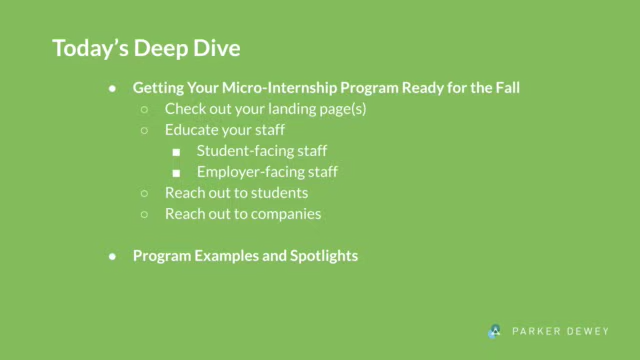 Today's Deep Dive
● Getting Your Micro-Internship Program Ready for the Fall
○ Check out your landing page(s)
○ Educate your staff
■ Student-facing staff
■ Employer-facing staff
○ Reach out to students
○ Reach out to companies
● Program Examples and Spotlights
PARKER DEWEY